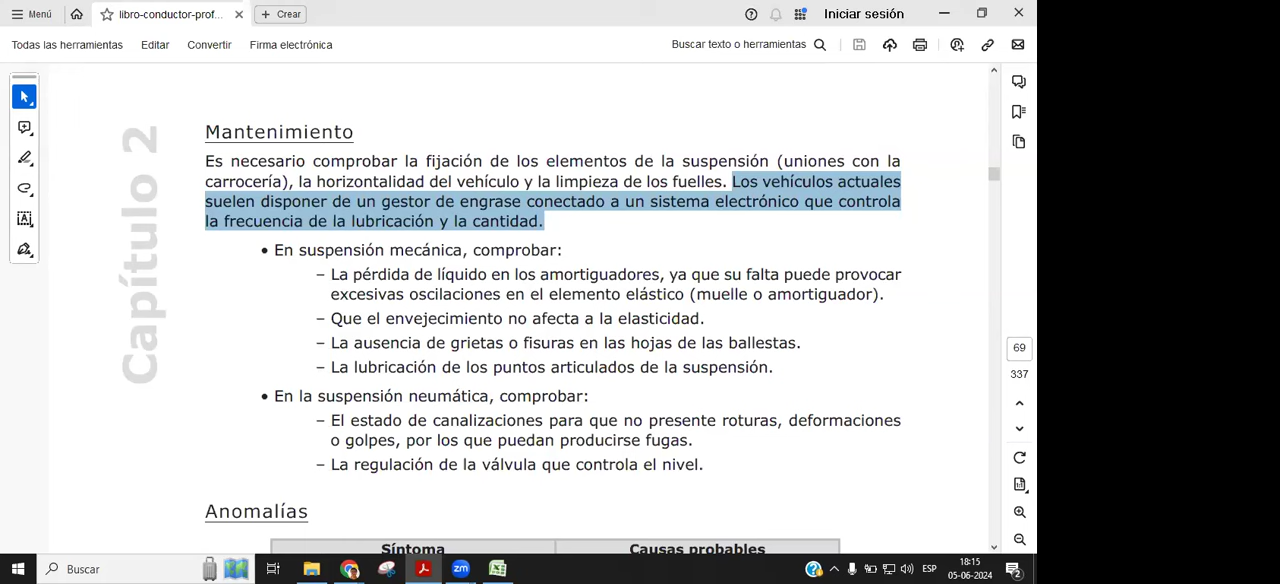 Menú
libro-conductor-prof...
Crear
Iniciar sesión
Todas las herramientas
Editar
Convertir
Firma electrónica
Buscar texto o herramientas
Capítulo 2
Mantenimiento
Es necesario comprobar la fijación de los elementos de la suspensión (uniones con la
carrocería), la horizontalidad del vehículo y la limpieza de los fuelles. Los vehículos actuales
suelen disponer de un gestor de engrase conectado a un sistema electrónico que controla
la frecuencia de la lubricación y la cantidad.
• En suspensión mecánica, comprobar:
– La pérdida de líquido en los amortiguadores, ya que su falta puede provocar
excesivas oscilaciones en el elemento elástico (muelle o amortiguador).
– Que el envejecimiento no afecta a la elasticidad.
– La ausencia de grietas o fisuras en las hojas de las ballestas.
– La lubricación de los puntos articulados de la suspensión.
• En la suspensión neumática, comprobar:
– El estado de canalizaciones para que no presente roturas, deformaciones
o golpes, por los que puedan producirse fugas.
– La regulación de la válvula que controla el nivel.
Anomalías
Síntoma
Causas probables
69
337
Buscar
zm
ESP
18:15
05-06-2024
2